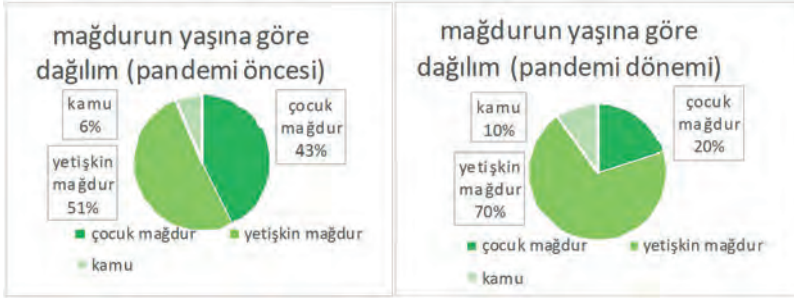 mağdurun yaşına göre
dağılım (pandemi öncesi)
kamu
6%
çocuk
mağdur
43%
yetişkin
mağdur
51%
çocuk mağdur
yetişkin mağdur
kamu
mağdurun yaşına göre
dağılım (pandemi dönemi)
kamu
10%
çocuk
mağdur
20%
yetişkin
mağdur
70%
çocuk mağdur
yetişkin mağdur
kamu